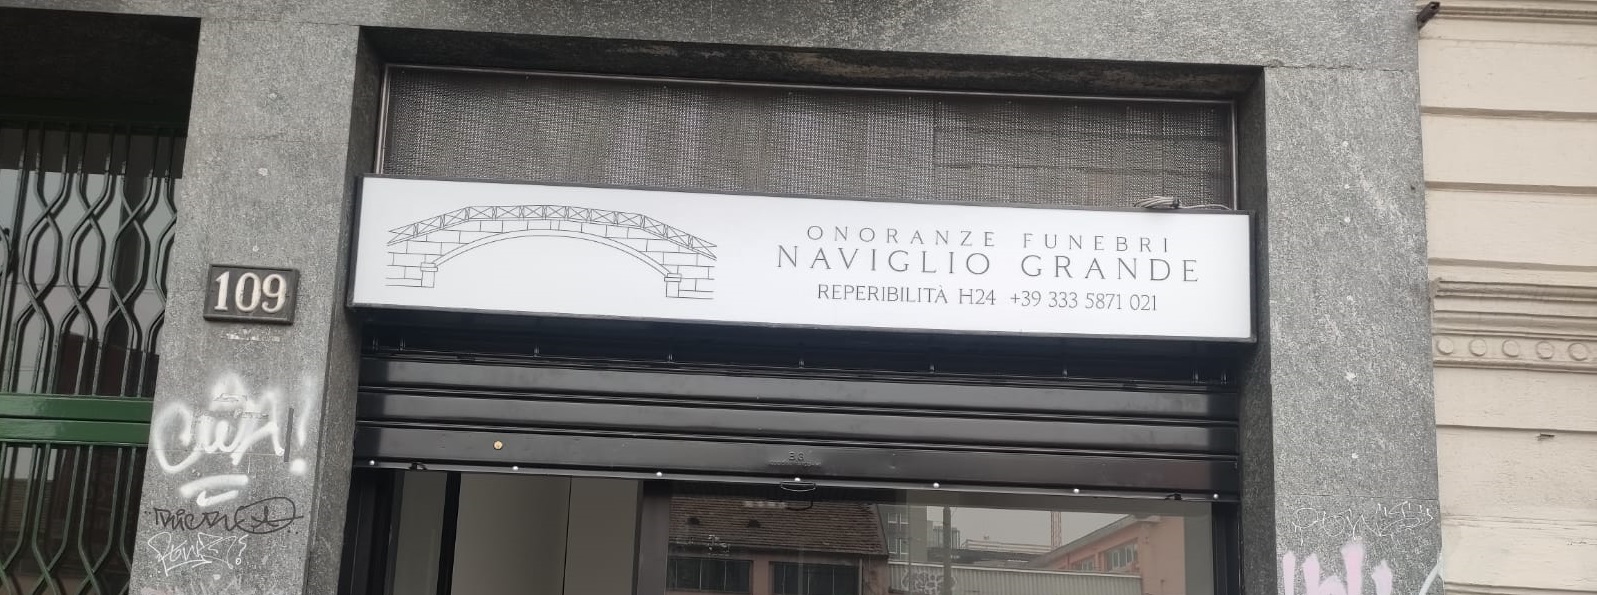 ONORANZE FUNEBRI
NAVIGLIO GRANDE
REPERIBILITÀ H24 +39 333 5871 021
109